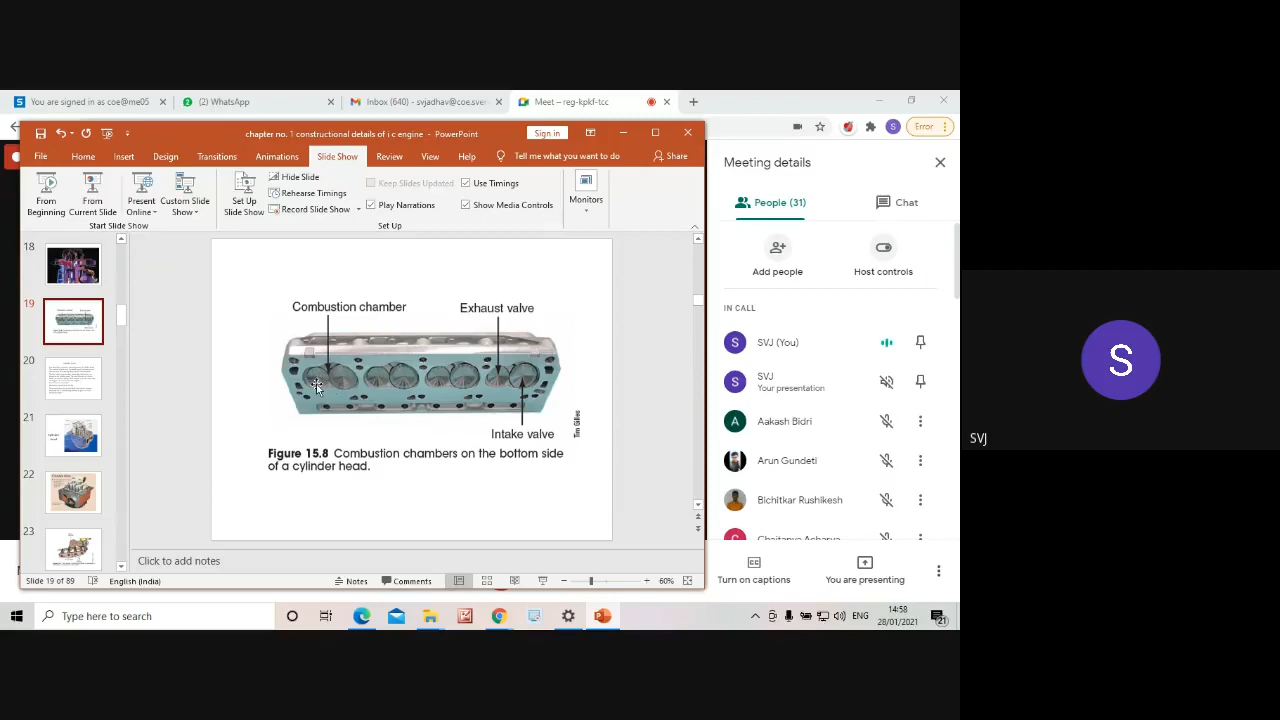 You are signed in as coe@me05
(2) WhatsApp
Inbox (640) - svjadhav@coe.sver
Meet – reg-kpkf-tcc
chapter no. 1 constructional details of i c engine - PowerPoint
Sign in
S
Error
File
Home
Insert
Design
Transitions
Animations
Slide Show
Review
View
Help
Tell me what you want to do
Share
From
Beginning
From
Current Slide
Present
Online
Custom Slide
Show
Set Up
Slide Show
Hide Slide
Rehearse Timings
Record Slide Show
Keep Slides Updated
Play Narrations
Use Timings
Show Media Controls
Monitors
Start Slide Show
Set Up
18
19
20
21
22
23
Combustion chamber
Exhaust valve
Intake valve
Tim Gilles
Figure 15.8 Combustion chambers on the bottom side
of a cylinder head.
Click to add notes
Slide 19 of 89
English (India)
Notes
Comments
60%
Meeting details
People (31)
Chat
Add people
Host controls
IN CALL
S
SVJ (You)
S
SVJ
Your presentation
A
Aakash Bidri
Arun Gundeti
Bichitkar Rushikesh
Turn on captions
You are presenting
Type here to search
ENG
14:58
28/01/2021
21
S
SVJ